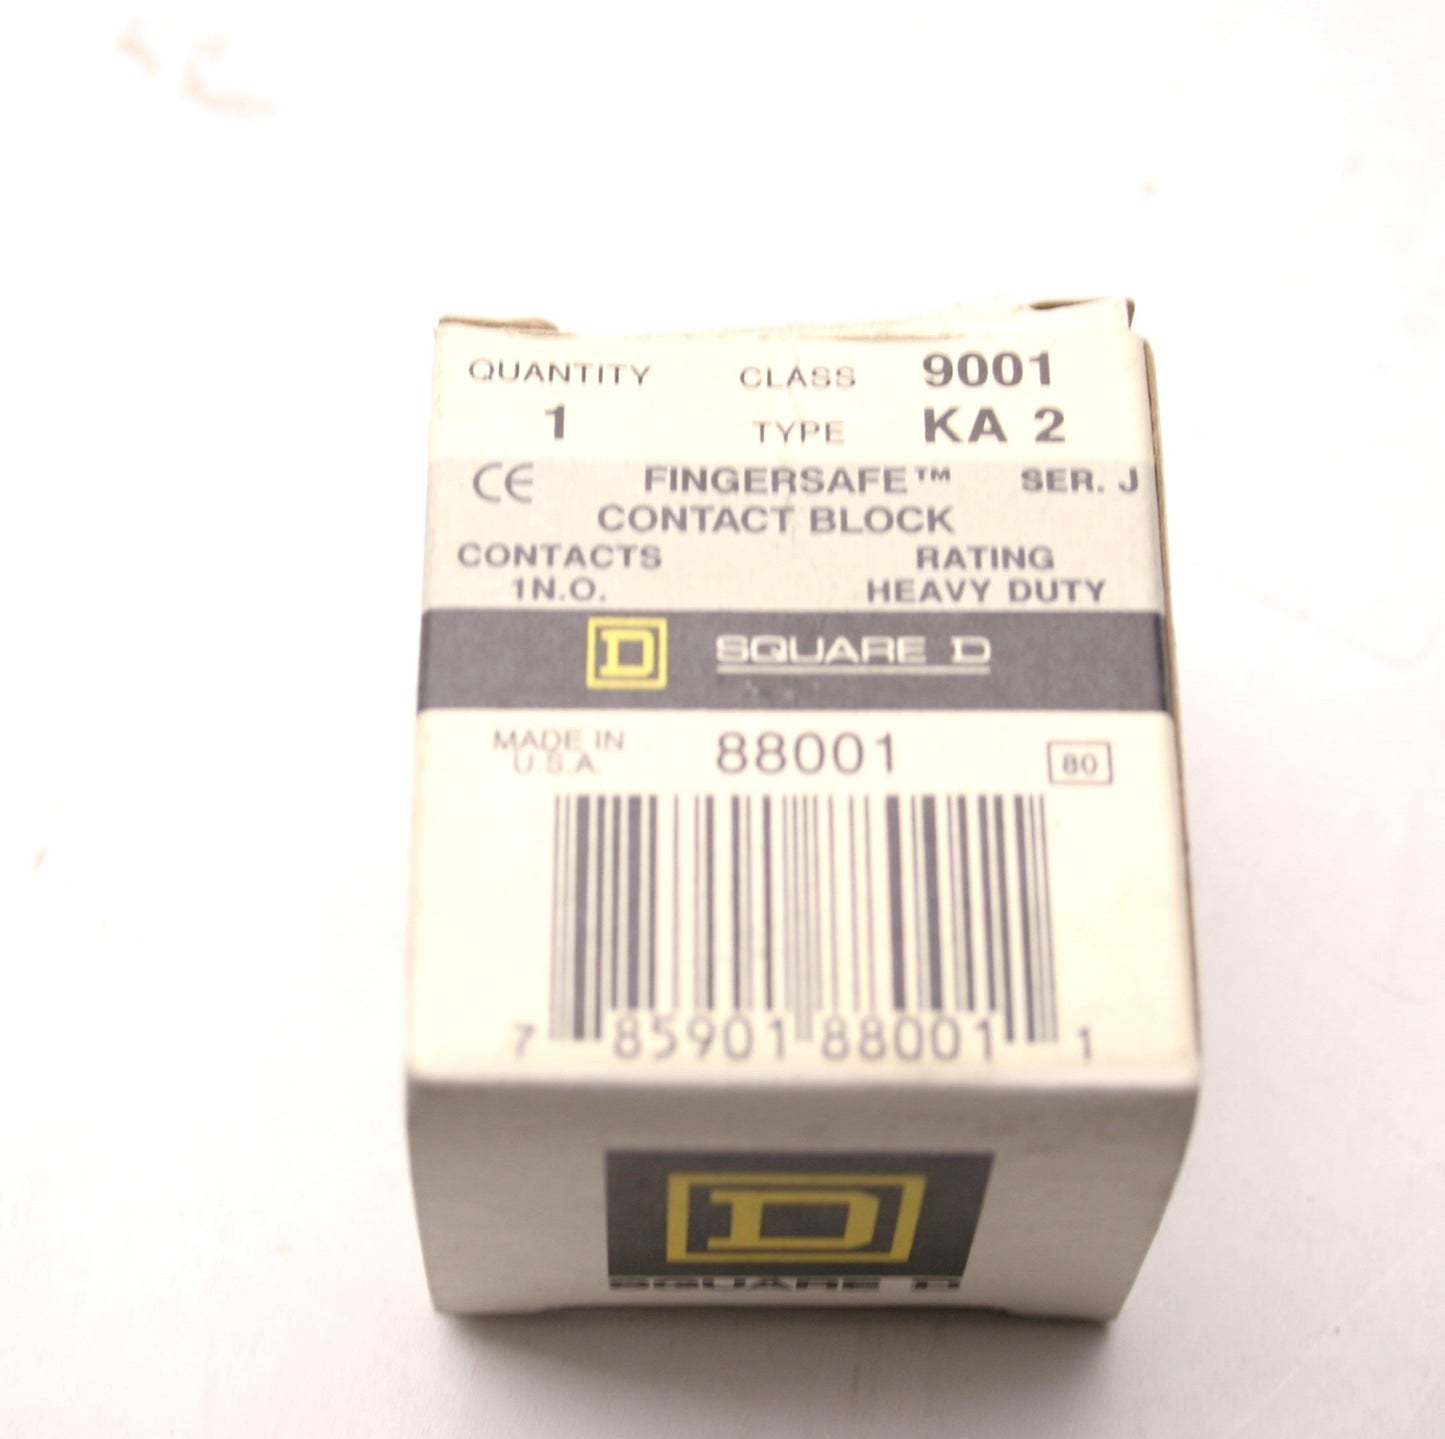 QUANTITY CLASS 9001
1 TYPE KA 2
CE FINGERSAFE™ SER. J
CONTACT BLOCK
CONTACTS RATING
1N.O. HEAVY DUTY
D SQUARE D
MADE IN 88001 80
U.S.A.
7 85901 88001 1
D
SQUARE D